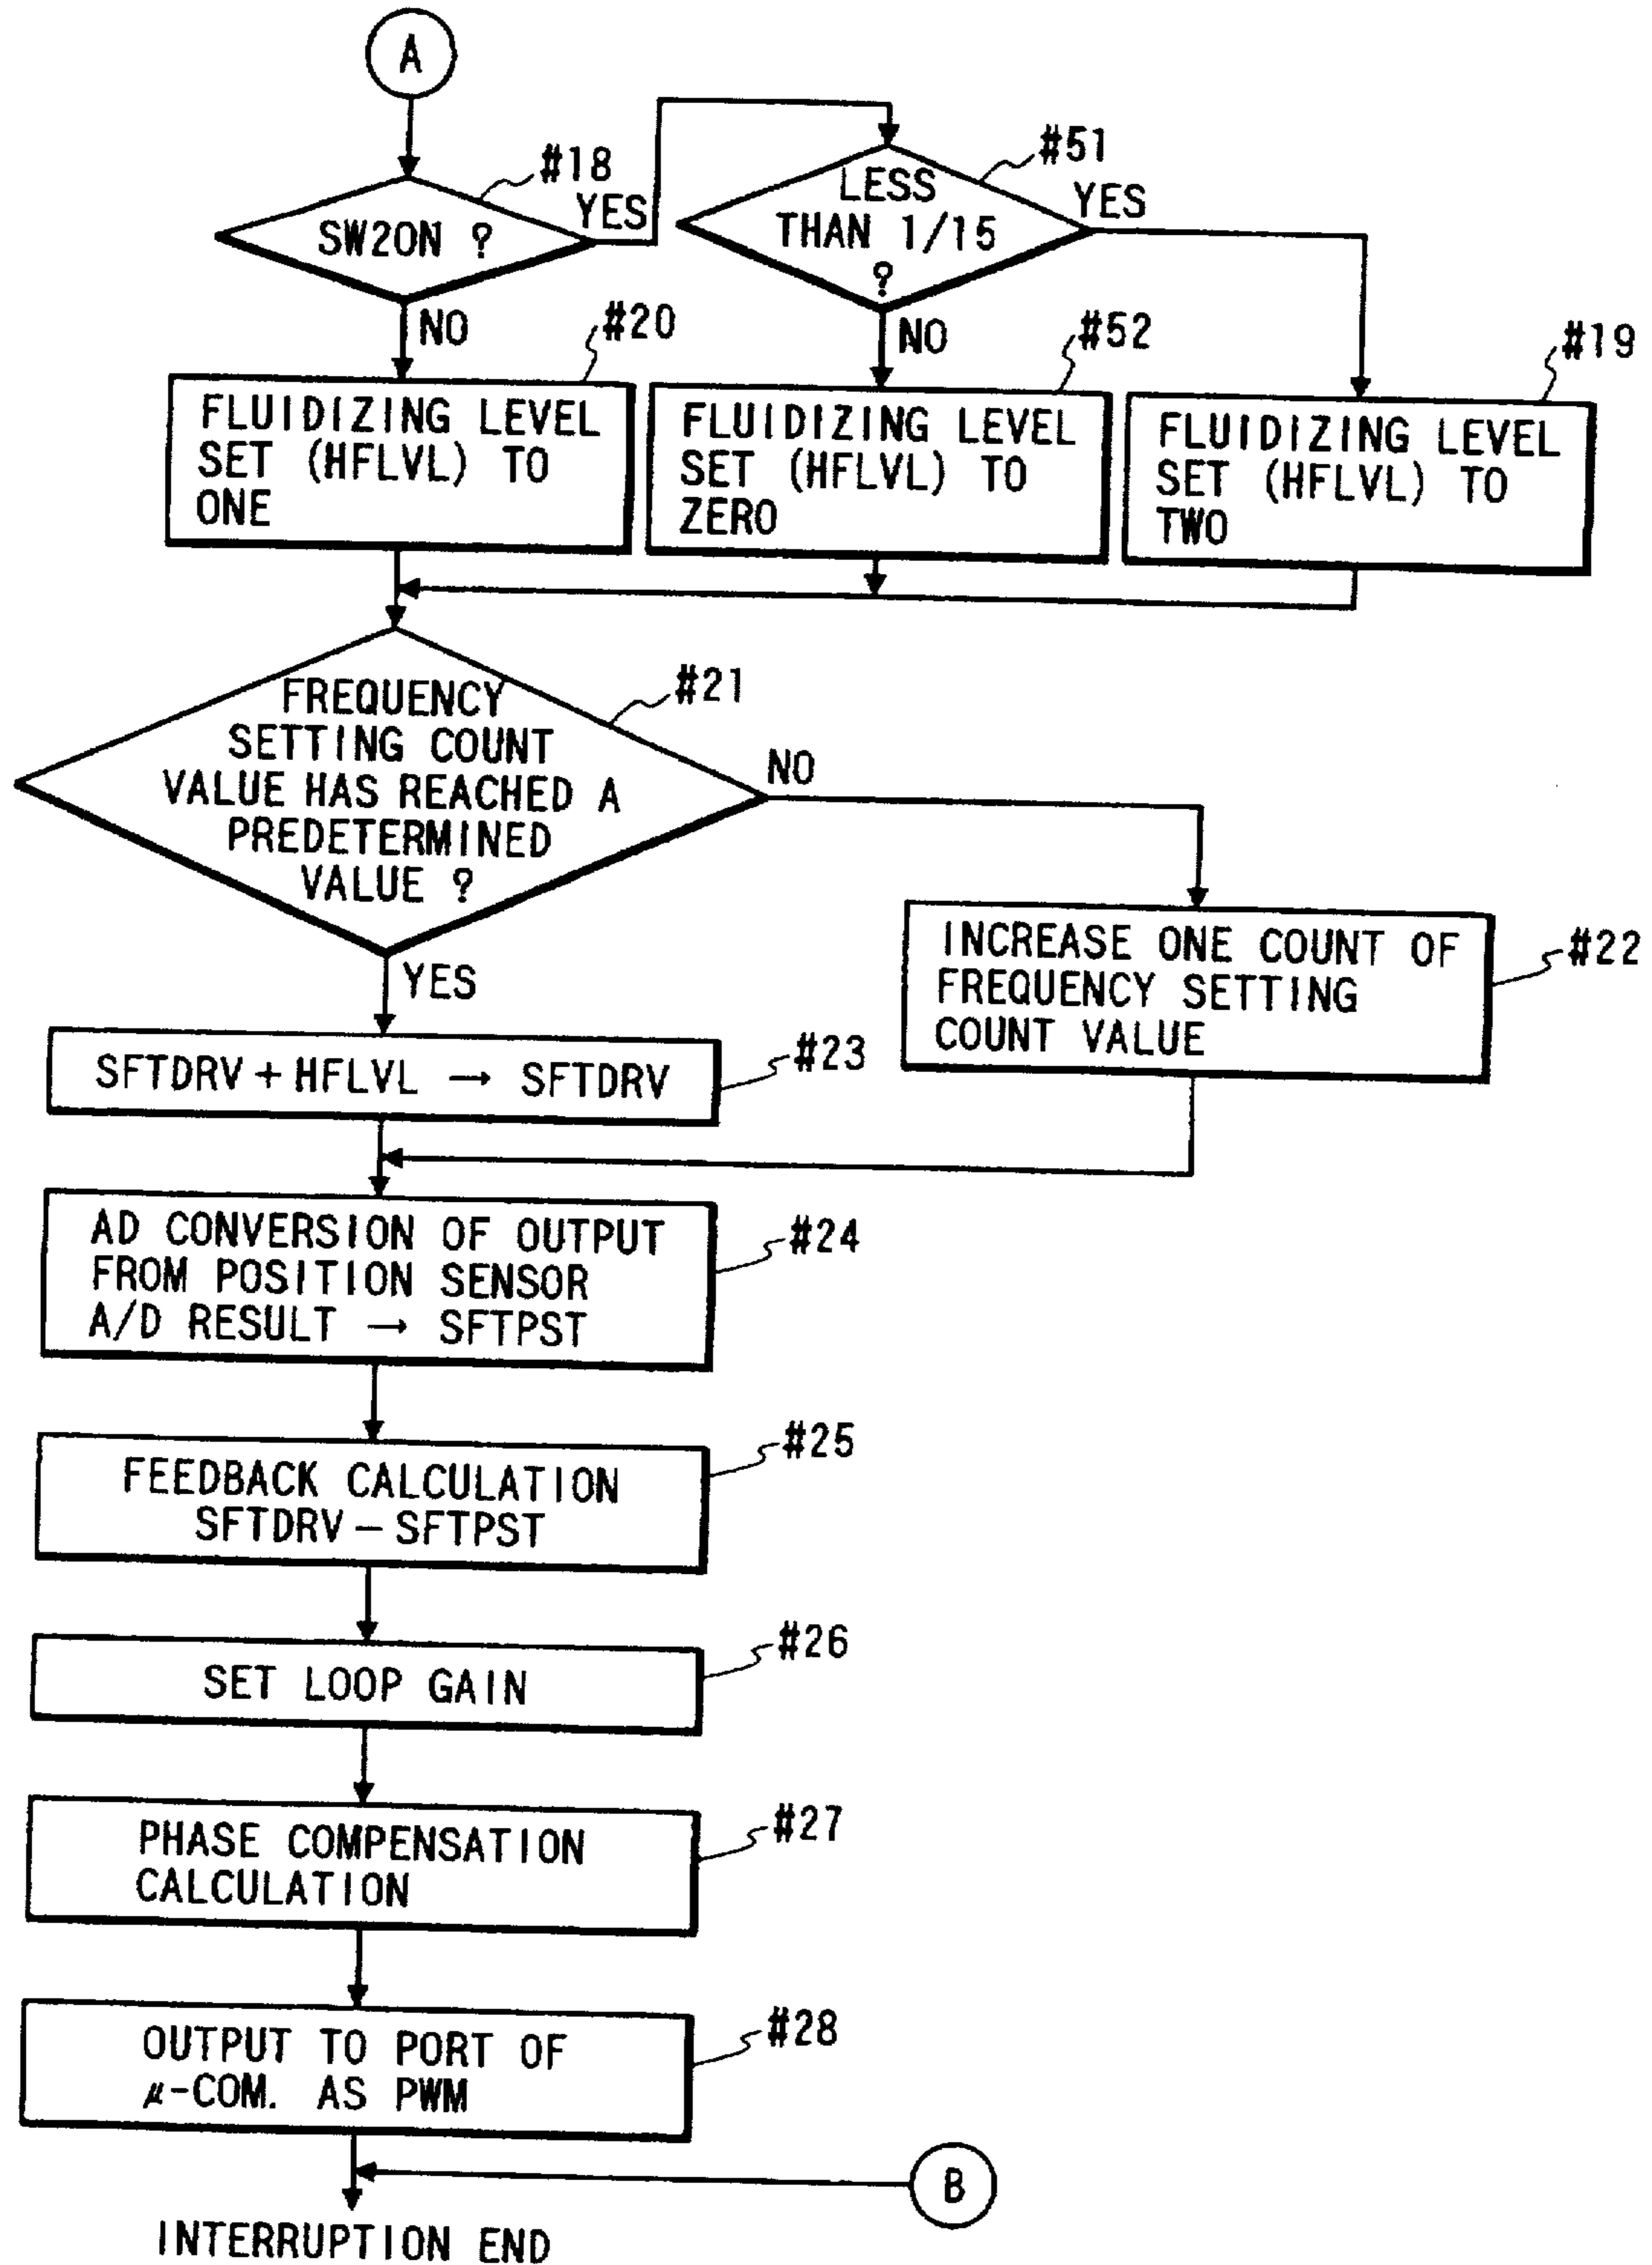 A
#18
SW2ON ?
YES
NO
#51
LESS
THAN 1/15
?
YES
NO
#20
FLUIDIZING LEVEL
SET (HFLVL) TO
ONE
#52
FLUIDIZING LEVEL
SET (HFLVL) TO
ZERO
#19
FLUIDIZING LEVEL
SET (HFLVL) TO
TWO
#21
FREQUENCY
SETTING COUNT
VALUE HAS REACHED A
PREDETERMINED
VALUE ?
NO
YES
INCREASE ONE COUNT OF
FREQUENCY SETTING
COUNT VALUE
#22
SFTDRV + HFLVL → SFTDRV
#23
AD CONVERSION OF OUTPUT
FROM POSITION SENSOR
A/D RESULT → SFTPST
#24
FEEDBACK CALCULATION
SFTDRV – SFTPST
#25
SET LOOP GAIN
#26
PHASE COMPENSATION
CALCULATION
#27
OUTPUT TO PORT OF
μ-COM. AS PWM
#28
B
INTERRUPTION END